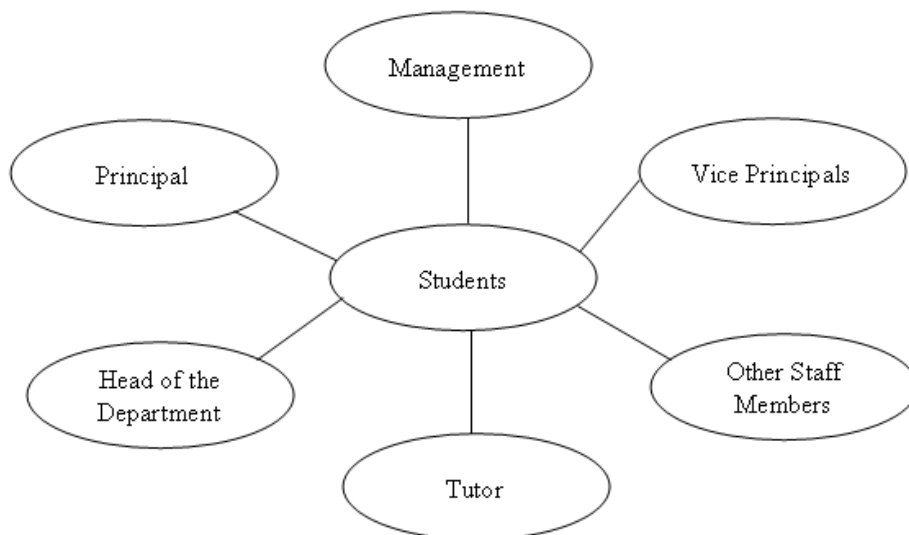 Management
Principal
Vice Principals
Students
Head of the
Department
Other Staff
Members
Tutor